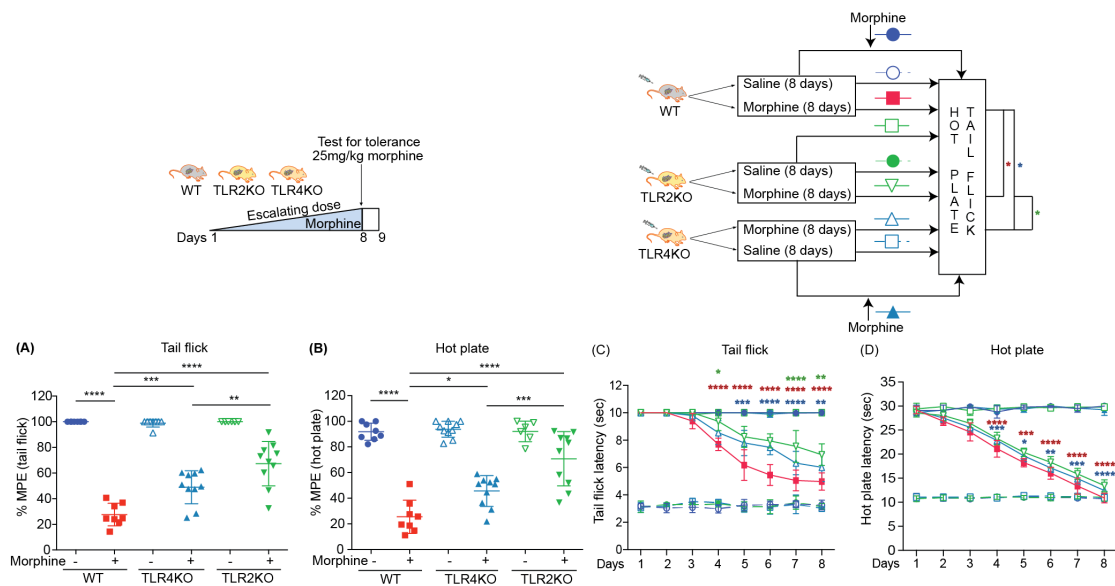 Test for tolerance
25mg/kg morphine
WT TLR2KO TLR4KO
Escalating dose
Morphine
Days 1 8 9
Morphine
WT
Saline (8 days)
Morphine (8 days)
TLR2KO
Saline (8 days)
Morphine (8 days)
TLR4KO
Morphine (8 days)
Saline (8 days)
Morphine
HOT PLATE
TAIL FLICK
* *
*
(A) Tail flick
% MPE (tail flick)
120
100
80
60
40
20
0
****
***
****
**
Morphine - + - + - +
WT TLR4KO TLR2KO
(B) Hot plate
% MPE (hot plate)
120
100
80
60
40
20
0
****
*
****
***
Morphine - + - + - +
WT TLR4KO TLR2KO
(C) Tail flick
Tail flick latency (sec)
12
10
8
6
4
2
0
* **** **
**** **** **** **** ****
*** **** **** **
Days 1 2 3 4 5 6 7 8
(D) Hot plate
Hot plate latency (sec)
35
30
25
20
15
10
5
0
**** *** **** **** ****
*** * ** *** ****
Days 1 2 3 4 5 6 7 8